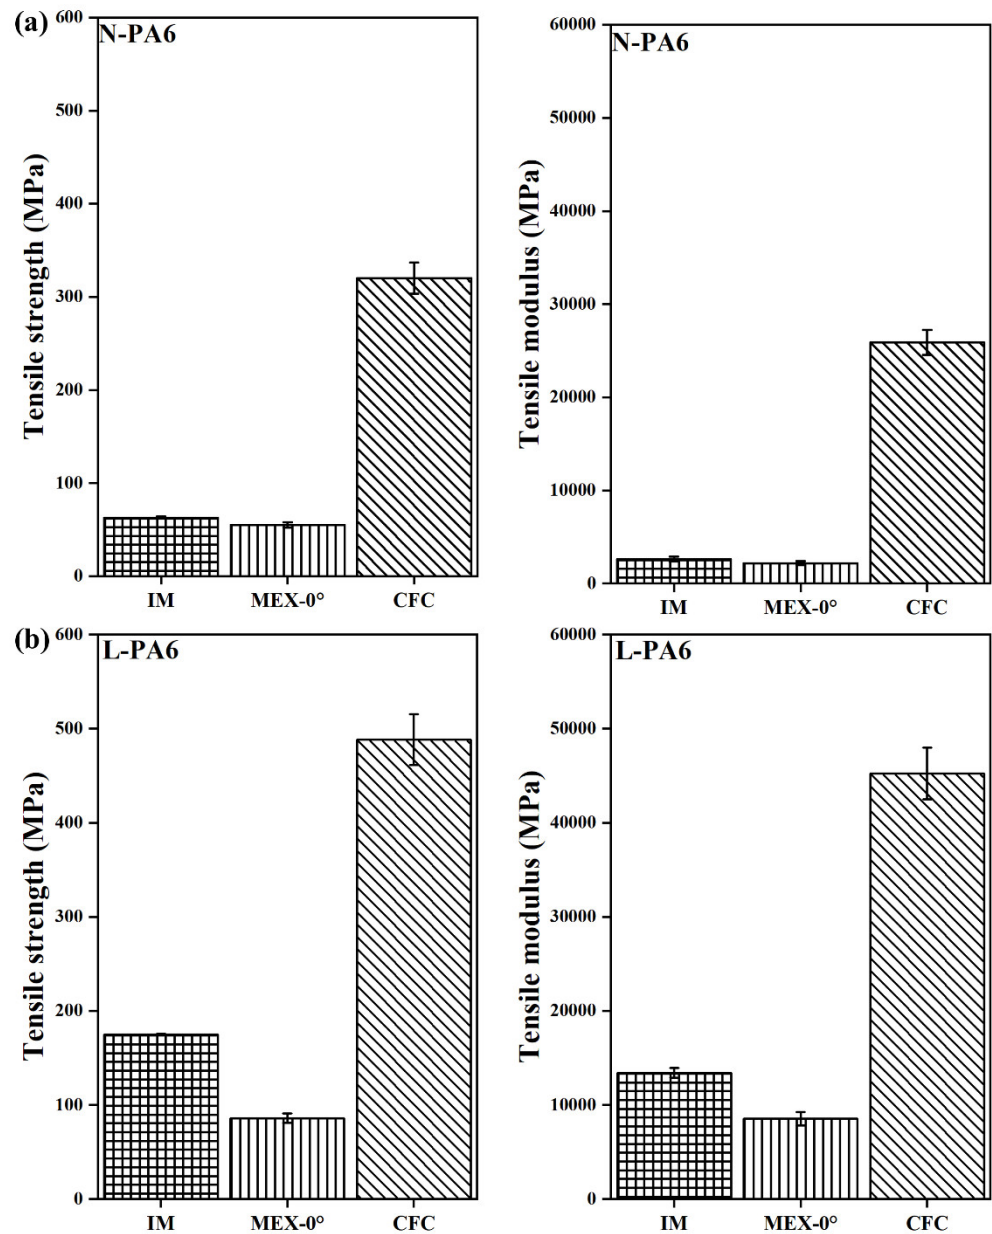 (a)
N-PA6
Tensile strength (MPa)
600
500
400
300
200
100
0
IM MEX-0° CFC
N-PA6
Tensile modulus (MPa)
60000
50000
40000
30000
20000
10000
0
IM MEX-0° CFC
(b)
L-PA6
Tensile strength (MPa)
600
500
400
300
200
100
0
IM MEX-0° CFC
L-PA6
Tensile modulus (MPa)
60000
50000
40000
30000
20000
10000
0
IM MEX-0° CFC